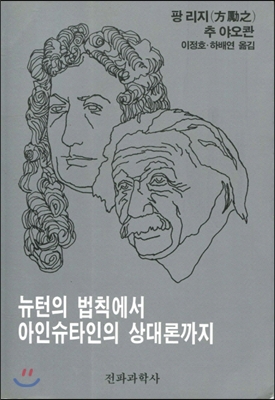 팡 리지(方勵之)
추 야오콴
이정호·하배연 옮김
뉴턴의 법칙에서
아인슈타인의 상대론까지
전파과학사
yes24